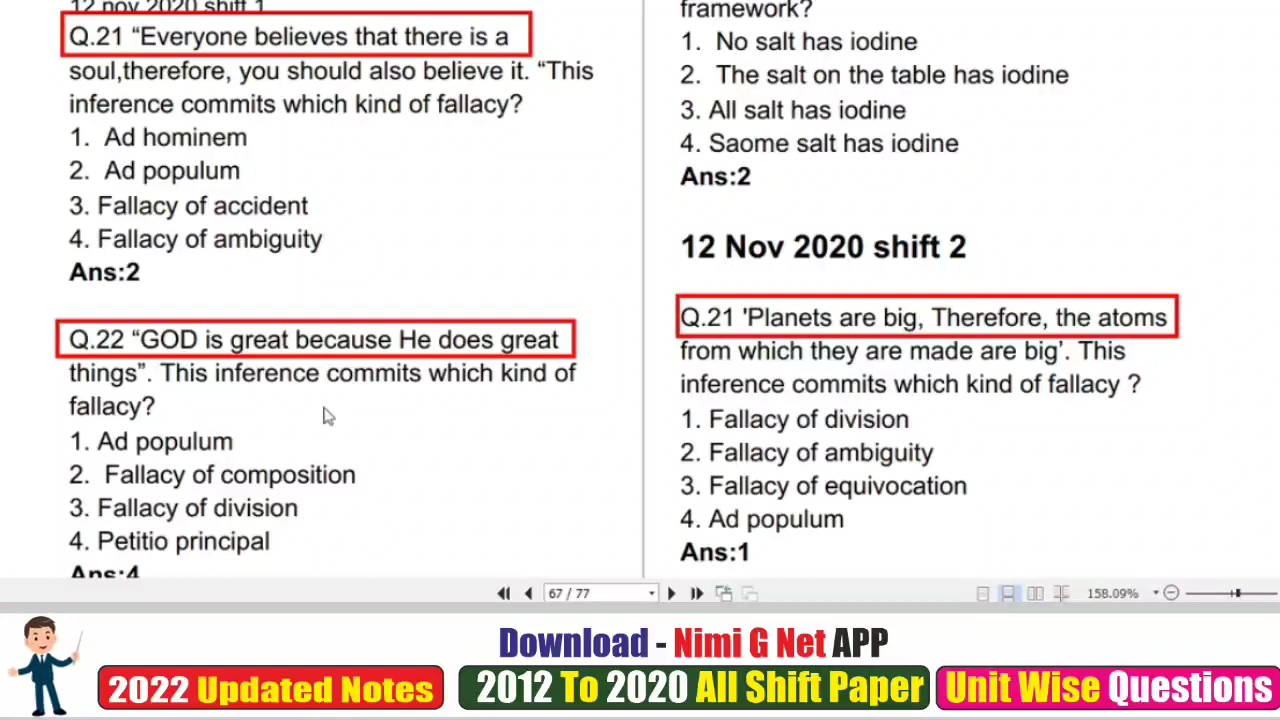 12 nov 2020 shift 1
Q.21 “Everyone believes that there is a
soul,therefore, you should also believe it. “This
inference commits which kind of fallacy?
1. Ad hominem
2. Ad populum
3. Fallacy of accident
4. Fallacy of ambiguity
Ans:2
Q.22 “GOD is great because He does great
things”. This inference commits which kind of
fallacy?
1. Ad populum
2. Fallacy of composition
3. Fallacy of division
4. Petitio principal
Ans:4
framework?
1. No salt has iodine
2. The salt on the table has iodine
3. All salt has iodine
4. Saome salt has iodine
Ans:2
12 Nov 2020 shift 2
Q.21 'Planets are big, Therefore, the atoms
from which they are made are big’. This
inference commits which kind of fallacy ?
1. Fallacy of division
2. Fallacy of ambiguity
3. Fallacy of equivocation
4. Ad populum
Ans:1
67 / 77
158.09%
Download - Nimi G Net APP
2022 Updated Notes
2012 To 2020 All Shift Paper
Unit Wise Questions